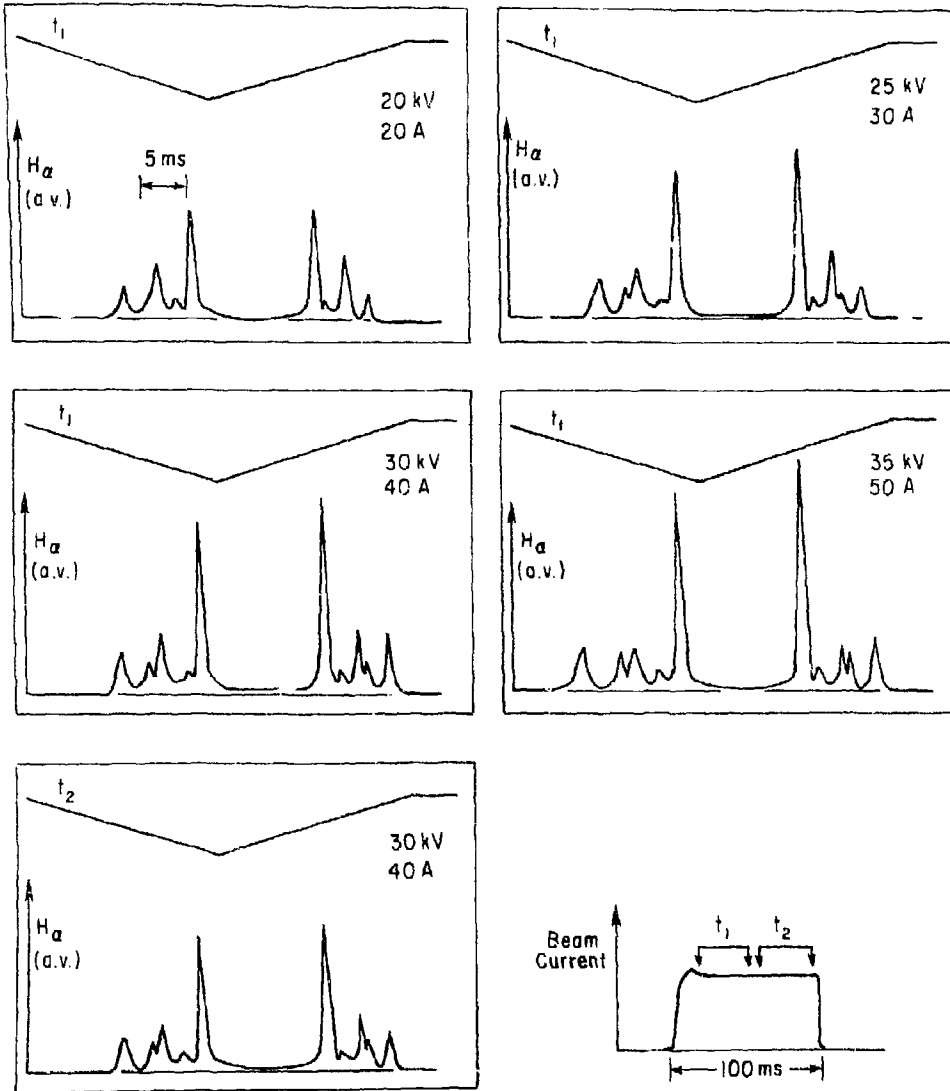 t₁
20 kV
20 A
5 ms
Hα
(a.v.)
t₁
25 kV
30 A
Hα
(a.v.)
t₁
30 kV
40 A
Hα
(a.v.)
t₁
35 kV
50 A
Hα
(a.v.)
t₂
30 kV
40 A
Hα
(a.v.)
t₁ t₂
Beam
Current
100 ms